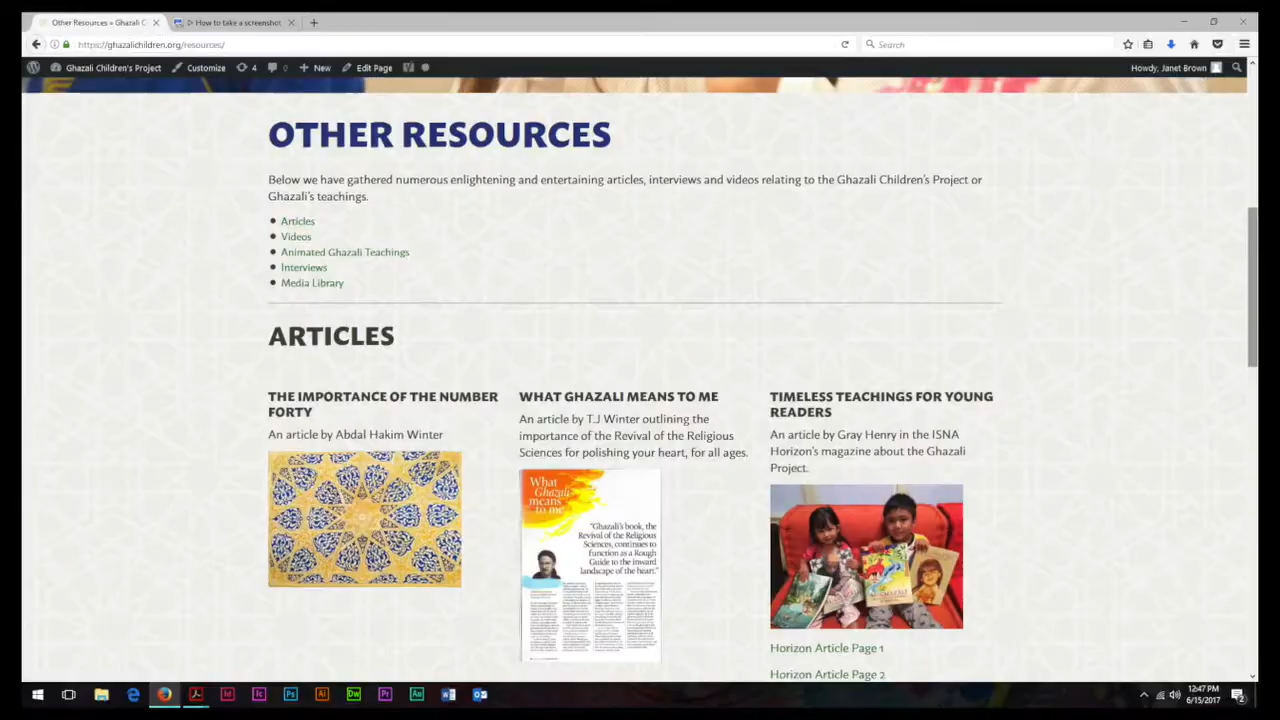 Other Resources » Ghazali C
How to take a screenshot
https://ghazalichildren.org/resources/
Search
Ghazali Children's Project
Customize
4
0
New
Edit Page
Howdy, Janet Brown
OTHER RESOURCES
Below we have gathered numerous enlightening and entertaining articles, interviews and videos relating to the Ghazali Children's Project or
Ghazali's teachings.
Articles
Videos
Animated Ghazali Teachings
Interviews
Media Library
ARTICLES
THE IMPORTANCE OF THE NUMBER
FORTY
An article by Abdal Hakim Winter
WHAT GHAZALI MEANS TO ME
An article by T.J Winter outlining the
importance of the Revival of the Religious
Sciences for polishing your heart, for all ages.
What
Ghazali
means
to me
"Ghazali's book, the
Revival of the Religious
Sciences, continues to
function as a Rough
Guide to the inward
landscape of the heart."
TIMELESS TEACHINGS FOR YOUNG
READERS
An article by Gray Henry in the ISNA
Horizon's magazine about the Ghazali
Project.
Horizon Article Page 1
Horizon Article Page 2
12:47 PM
6/15/2017